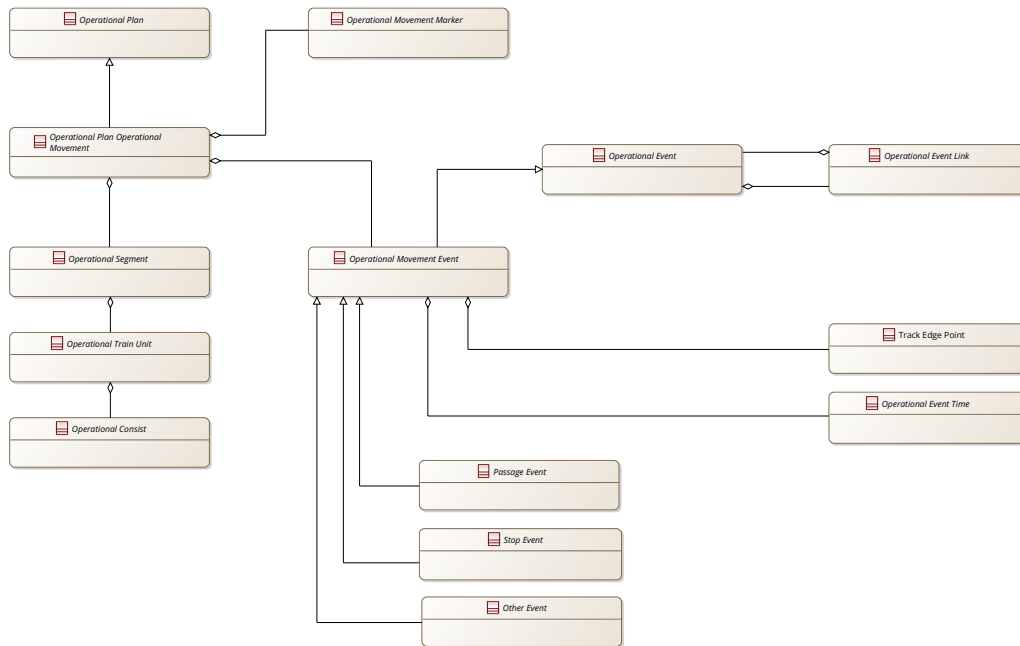 Operational Plan
Operational Movement Marker
Operational Plan Operational
Movement
Operational Event
Operational Event Link
Operational Segment
Operational Movement Event
Operational Train Unit
Track Edge Point
Operational Event Time
Operational Consist
Passage Event
Stop Event
Other Event